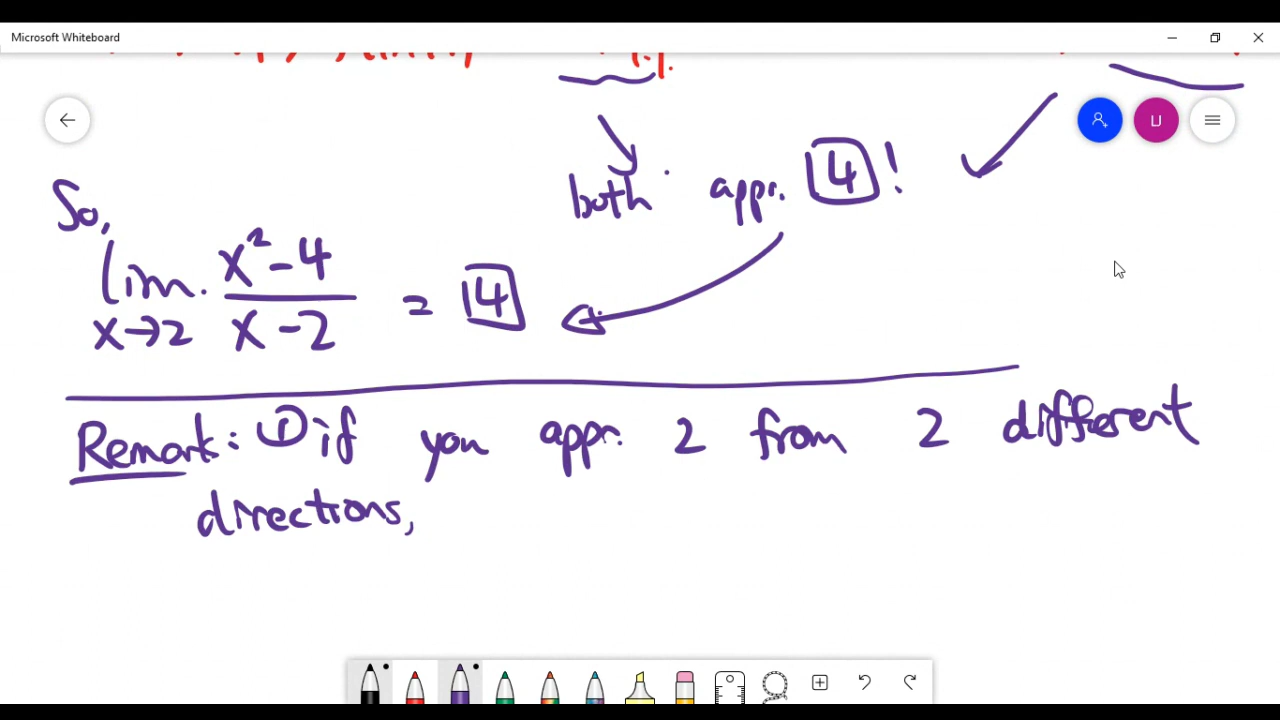 Microsoft Whiteboard
So,
both appr. 4!
lim. x²-4
x→2 x-2 = 4
LJ
Remark: ① if you appr. 2 from 2 different
directions,